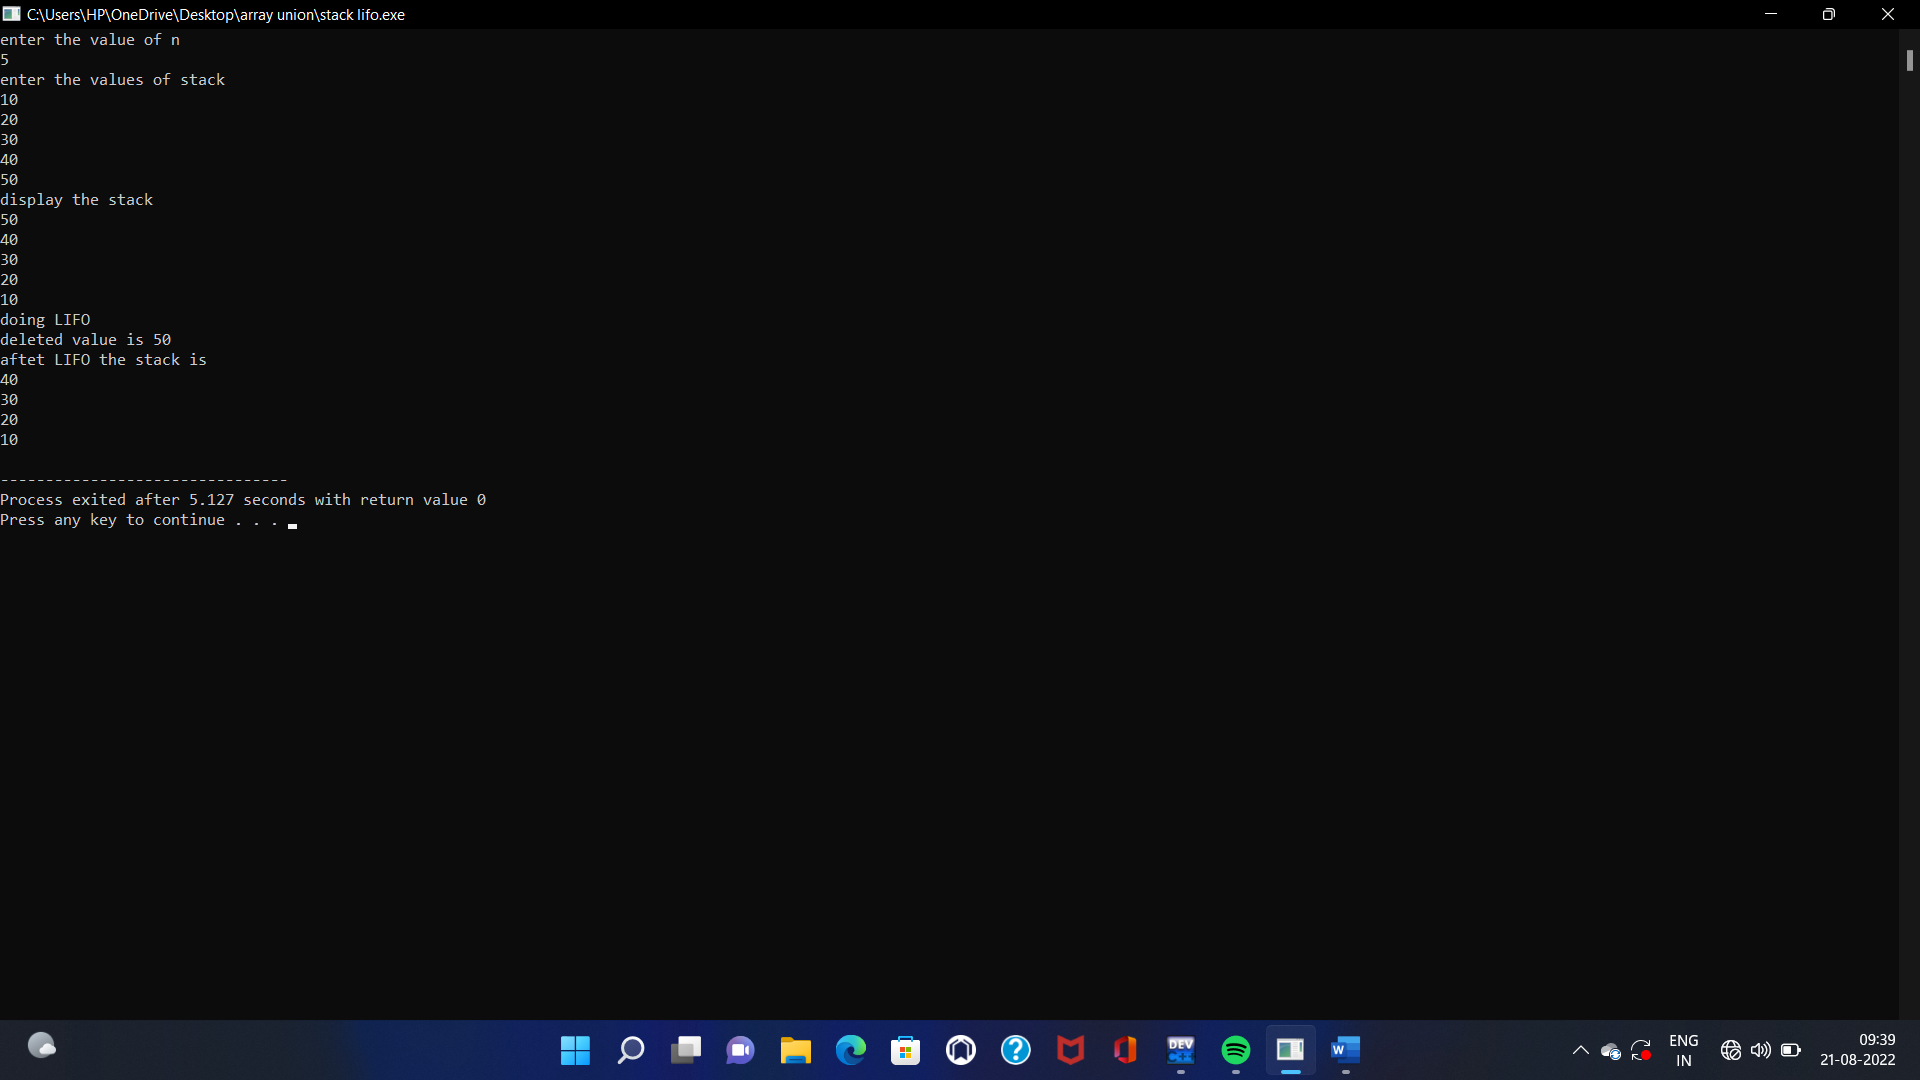 C:\Users\HP\OneDrive\Desktop\array union\stack lifo.exe
enter the value of n
5
enter the values of stack
10
20
30
40
50
display the stack
50
40
30
20
10
doing LIFO
deleted value is 50
aftet LIFO the stack is
40
30
20
10
--------------------------------
Process exited after 5.127 seconds with return value 0
Press any key to continue . . .
DEV
C++
W
ENG
IN
09:39
21-08-2022